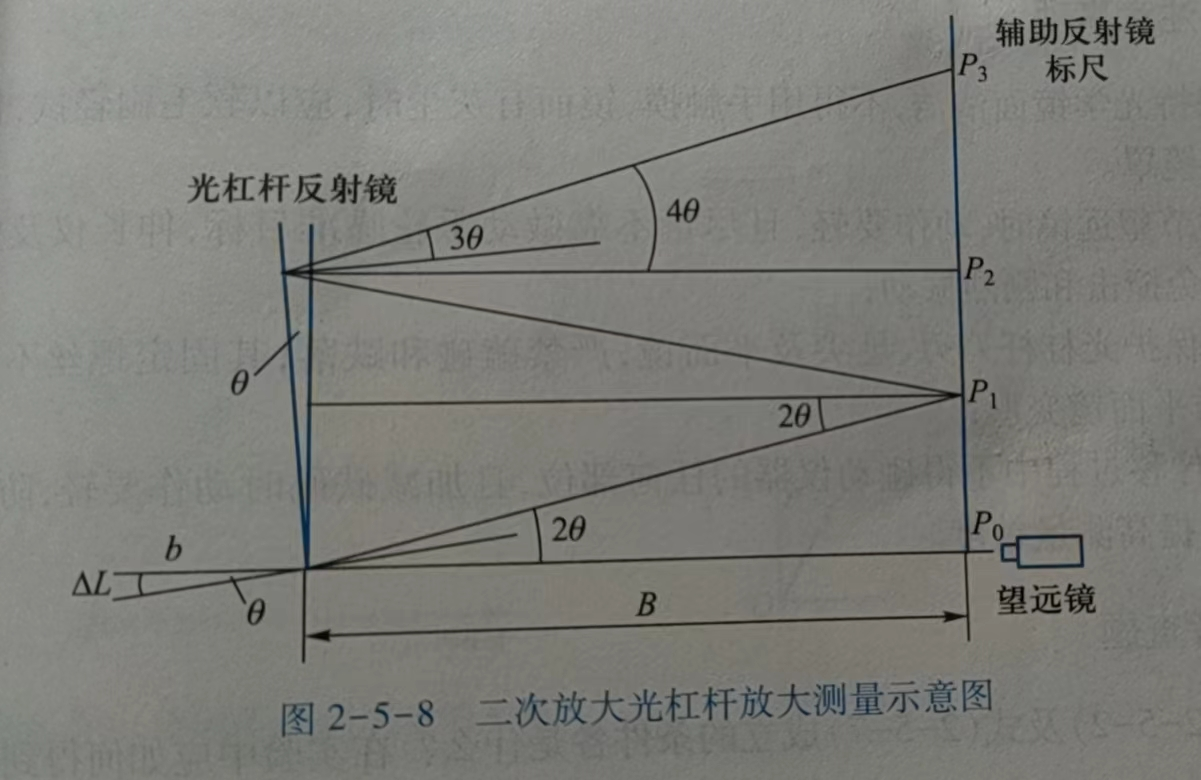 辅助反射镜
标尺
P₃
光杠杆反射镜
4θ
3θ
P₂
θ
P₁
2θ
P₀
2θ
b
ΔL
θ
B
望远镜
图 2-5-8 二次放大光杠杆放大测量示意图